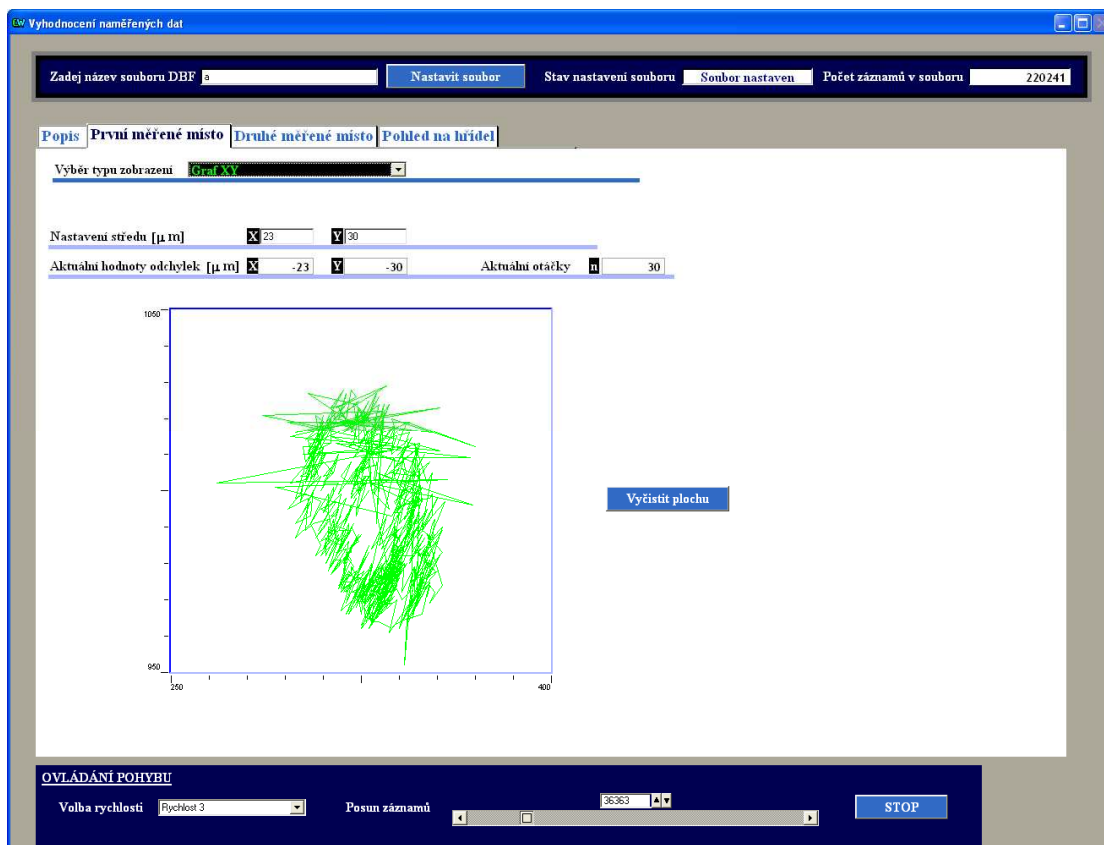 Vyhodnocení naměřených dat
Zadej název souboru DBF a Nastavit soubor Stav nastavení souboru Soubor nastaven Počet záznamů v souboru 220241
Popis První měřené místo Druhé měřené místo Pohled na hřídel
Výběr typu zobrazení Graf XY
Nastavení středu [μ m] X 23 Y 30
Aktuální hodnoty odchylek [μ m] X -23 Y -30 Aktuální otáčky n 30
1050
Vyčistit plochu
950
250 400
OVLÁDÁNÍ POHYBU
Volba rychlosti Rychlost 3 Posun záznamů 36363 STOP